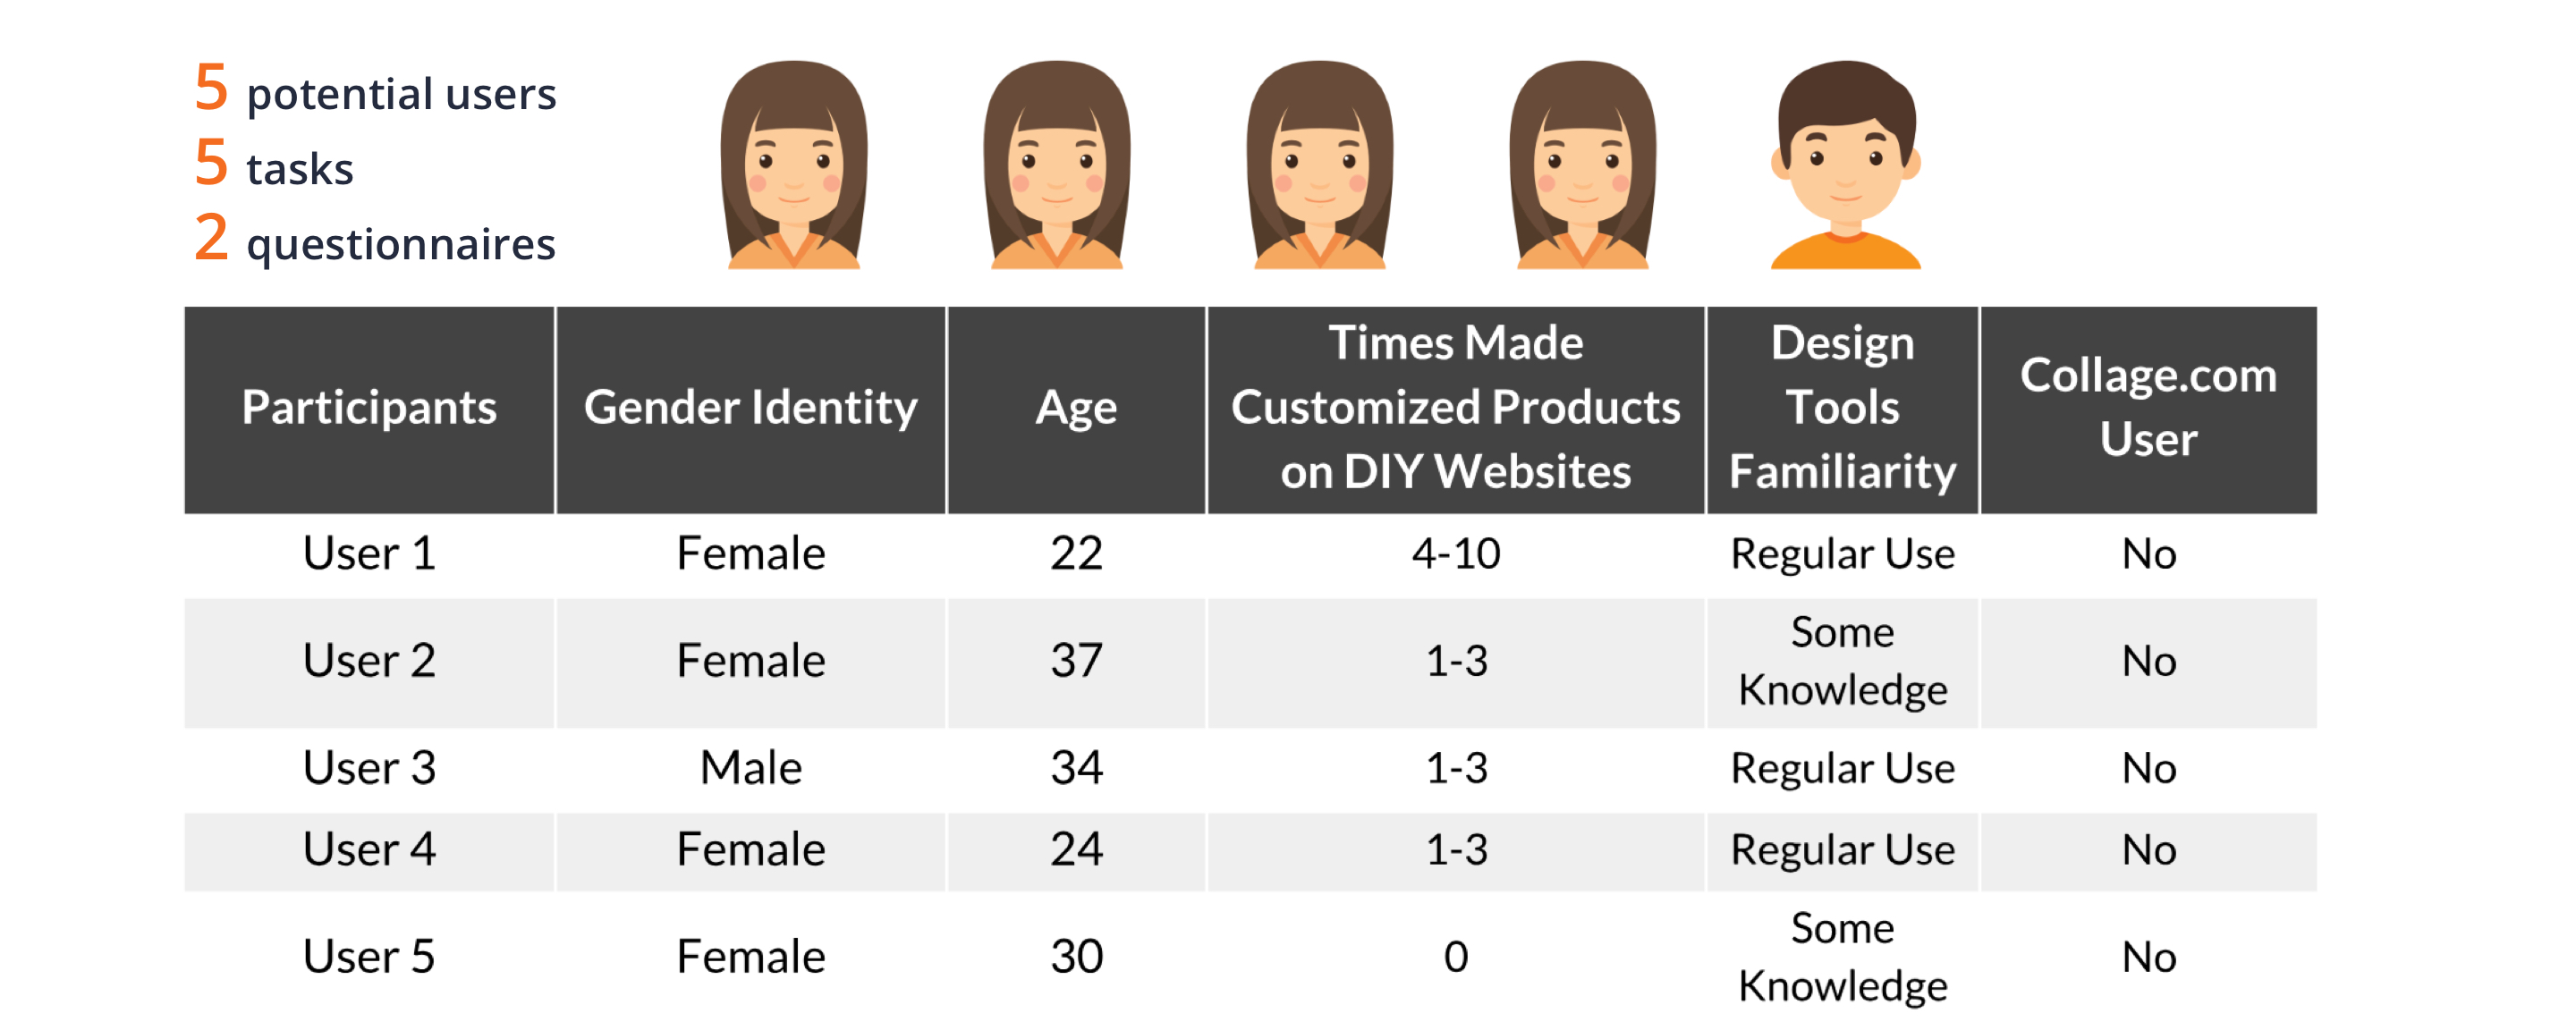 5 potential users
5 tasks
2 questionnaires
Participants
Gender Identity
Age
Times Made
Customized Products
on DIY Websites
Design
Tools
Familiarity
Collage.com
User
User 1 Female 22 4-10 Regular Use No
User 2 Female 37 1-3 Some
Knowledge No
User 3 Male 34 1-3 Regular Use No
User 4 Female 24 1-3 Regular Use No
User 5 Female 30 0 Some
Knowledge No